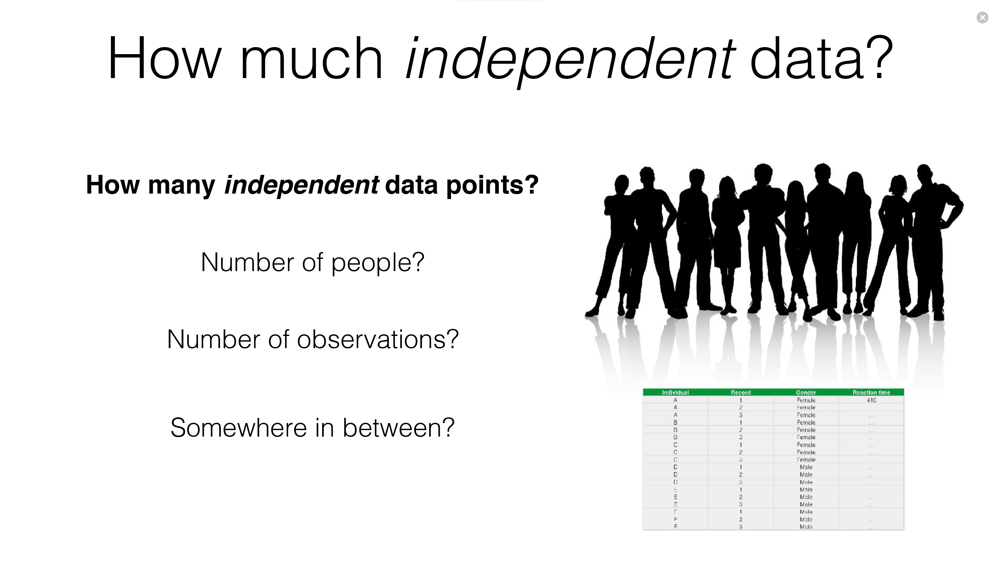 How much independent data?
How many independent data points?
Number of people?
Number of observations?
Somewhere in between?
Individual Record Gender Reaction time
A 1 Female 410
A 2 Female
A 3 Female ...
B 1 Female ...
B 2 Female ...
B 3 Female ...
C 1 Female ...
C 2 Female ...
C 3 Female ...
D 1 Male ...
D 2 Male ...
D 3 Male ...
E 1 Male
E 2 Male ...
E 3 Male ...
F 1 Male ...
F 2 Male ...
F 3 Male ...